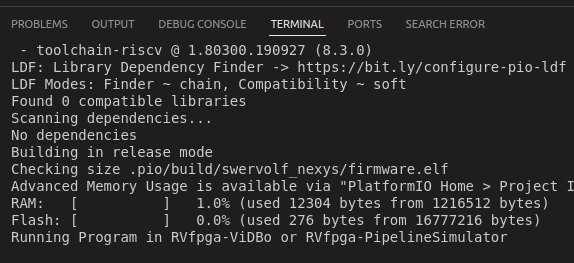 PROBLEMS OUTPUT DEBUG CONSOLE TERMINAL PORTS SEARCH ERROR
- toolchain-riscv @ 1.80300.190927 (8.3.0)
LDF: Library Dependency Finder -> https://bit.ly/configure-pio-ldf
LDF Modes: Finder ~ chain, Compatibility ~ soft
Found 0 compatible libraries
Scanning dependencies...
No dependencies
Building in release mode
Checking size .pio/build/swervolf_nexys/firmware.elf
Advanced Memory Usage is available via "PlatformIO Home > Project I
RAM:   [          ]   1.0% (used 12304 bytes from 1216512 bytes)
Flash: [          ]   0.0% (used 276 bytes from 16777216 bytes)
Running Program in RVfpga-ViDBo or RVfpga-PipelineSimulator